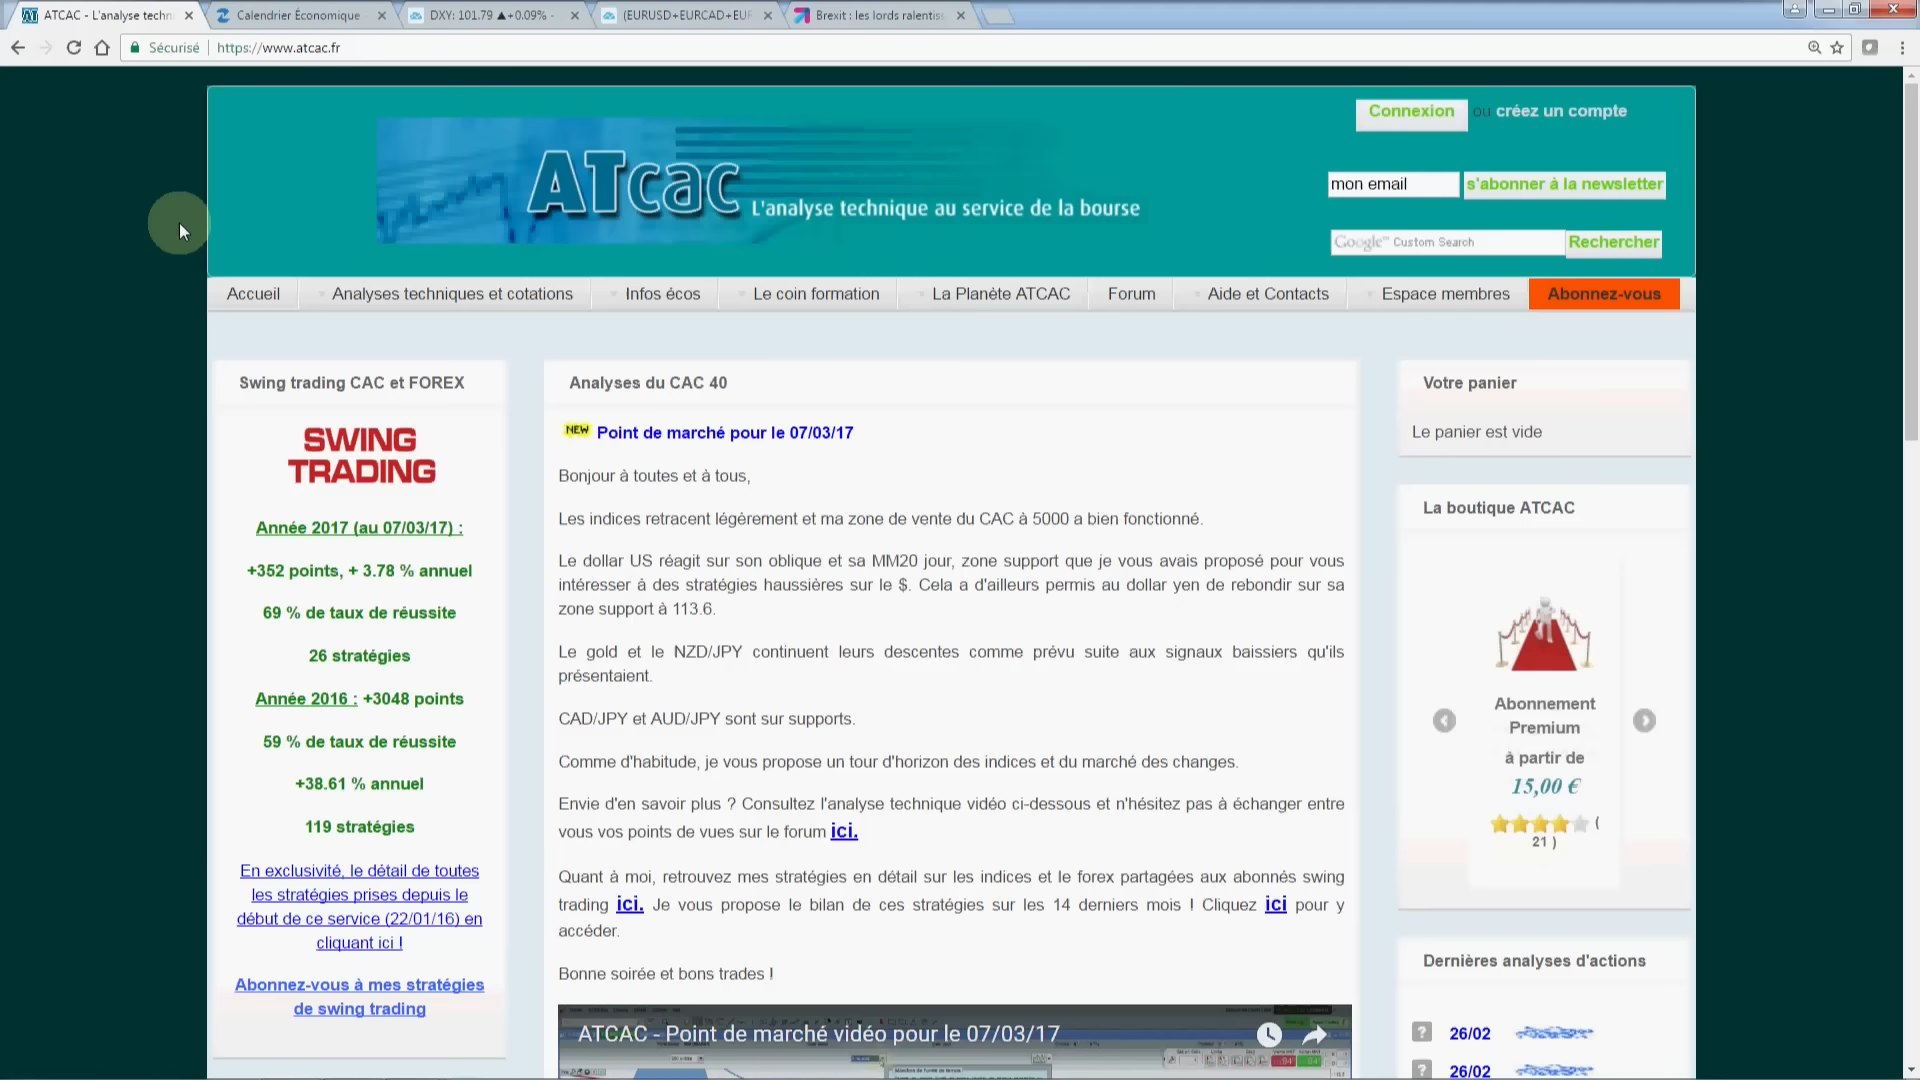 ATCAC - L'analyse techn
Calendrier Économique
DXY: 101.79 ▲+0.09% -
(EURUSD+EURCAD+EUF
Brexit : les lords ralentiss
Sécurisé
https://www.atcac.fr
Connexion ou créez un compte
ATcac
L'analyse technique au service de la bourse
mon email
s'abonner à la newsletter
Google™ Custom Search
Rechercher
Accueil
Analyses techniques et cotations
Infos écos
Le coin formation
La Planète ATCAC
Forum
Aide et Contacts
Espace membres
Abonnez-vous
Swing trading CAC et FOREX
SWING
TRADING
Année 2017 (au 07/03/17) :
+352 points, + 3.78 % annuel
69 % de taux de réussite
26 stratégies
Année 2016 : +3048 points
59 % de taux de réussite
+38.61 % annuel
119 stratégies
En exclusivité, le détail de toutes
les stratégies prises depuis le
début de ce service (22/01/16) en
cliquant ici !
Abonnez-vous à mes stratégies
de swing trading
Analyses du CAC 40
NEW Point de marché pour le 07/03/17
Bonjour à toutes et à tous,
Les indices retracent légèrement et ma zone de vente du CAC à 5000 a bien fonctionné.
Le dollar US réagit sur son oblique et sa MM20 jour, zone support que je vous avais proposé pour vous
intéresser à des stratégies haussières sur le $. Cela a d'ailleurs permis au dollar yen de rebondir sur sa
zone support à 113.6.
Le gold et le NZD/JPY continuent leurs descentes comme prévu suite aux signaux baissiers qu'ils
présentaient.
CAD/JPY et AUD/JPY sont sur supports.
Comme d'habitude, je vous propose un tour d'horizon des indices et du marché des changes.
Envie d'en savoir plus ? Consultez l'analyse technique vidéo ci-dessous et n'hésitez pas à échanger entre
vous vos points de vues sur le forum ici.
Quant à moi, retrouvez mes stratégies en détail sur les indices et le forex partagées aux abonnés swing
trading ici. Je vous propose le bilan de ces stratégies sur les 14 derniers mois ! Cliquez ici pour y
accéder.
Bonne soirée et bons trades !
ATCAC - Point de marché vidéo pour le 07/03/17
Votre panier
Le panier est vide
La boutique ATCAC
Abonnement
Premium
à partir de
15,00 €
(
21 )
Dernières analyses d'actions
? 26/02
? 26/02